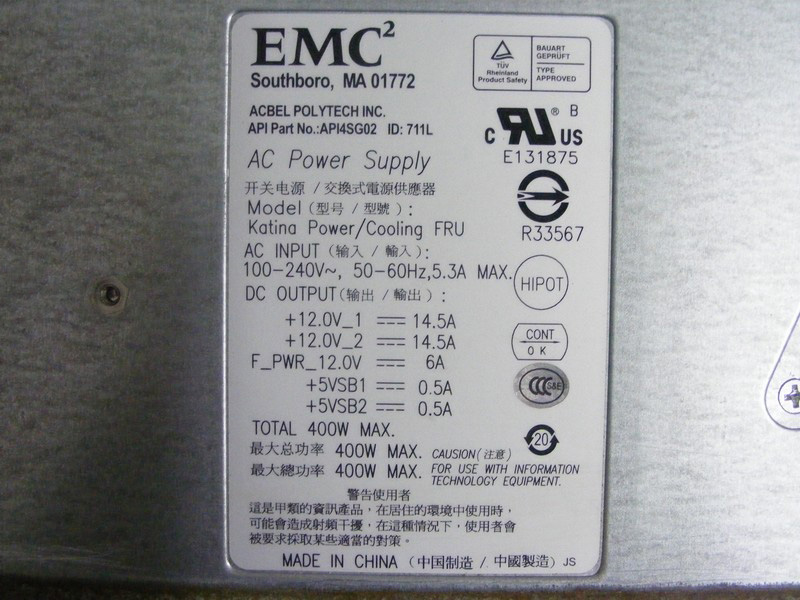 EMC²
Southboro, MA 01772
TÜV
Rheinland
Product Safety
BAUART
GEPRÜFT
TYPE
APPROVED
ACBEL POLYTECH INC.
API Part No.:API4SG02 ID: 711L
C RU ® US B
E131875
AC Power Supply
开关电源 / 交換式電源供應器
Model (型号 / 型號) :
Katina Power/Cooling FRU
R33567
AC INPUT (输入 / 輸入) :
100-240V~, 50-60Hz,5.3A MAX.
HIPOT
DC OUTPUT(输出 / 輸出) :
+12.0V_1 14.5A
+12.0V_2 14.5A
CONT
OK
F_PWR_12.0V 6A
+5VSB1 0.5A
CCC S&E
+5VSB2 0.5A
TOTAL 400W MAX.
20
最大总功率 400W MAX.
最大總功率 400W MAX.
CAUSION(注意)
FOR USE WITH INFORMATION
TECHNOLOGY EQUIPMENT.
警告使用者
這是甲類的資訊產品，在居住的環境中使用時，
可能會造成射頻干擾，在這種情況下，使用者會
被要求採取某些適當的對策。
MADE IN CHINA (中国制造 / 中國製造) JS